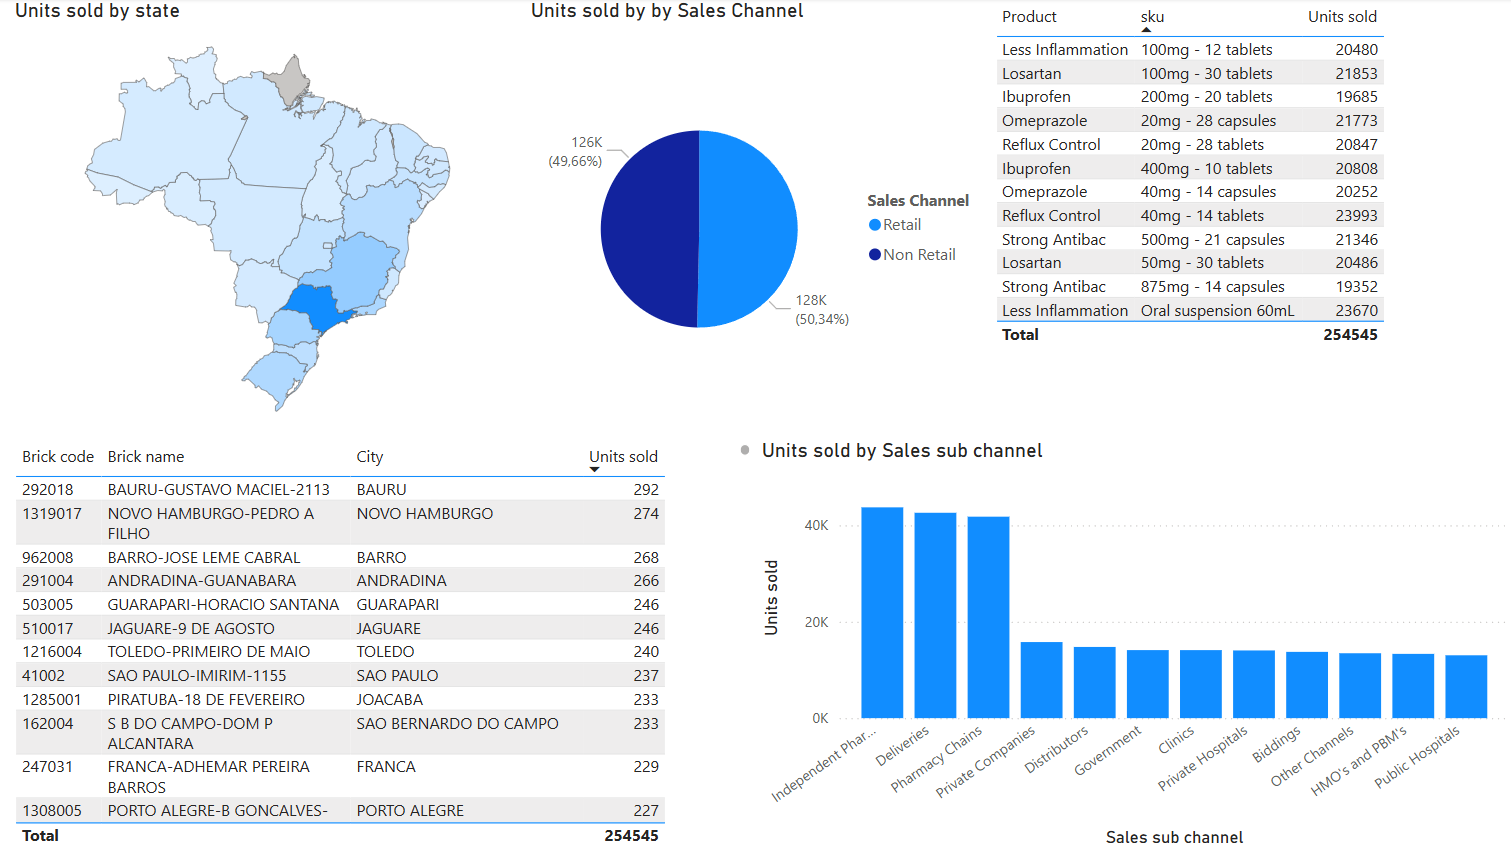 Units sold by state
Units sold by by Sales Channel
126K
(49,66%)
128K
(50,34%)
Sales Channel
Retail
Non Retail
Product sku Units sold
Less Inflammation 100mg - 12 tablets 20480
Losartan 100mg - 30 tablets 21853
Ibuprofen 200mg - 20 tablets 19685
Omeprazole 20mg - 28 capsules 21773
Reflux Control 20mg - 28 tablets 20847
Ibuprofen 400mg - 10 tablets 20808
Omeprazole 40mg - 14 capsules 20252
Reflux Control 40mg - 14 tablets 23993
Strong Antibac 500mg - 21 capsules 21346
Losartan 50mg - 30 tablets 20486
Strong Antibac 875mg - 14 capsules 19352
Less Inflammation Oral suspension 60mL 23670
Total 254545
Brick code Brick name City Units sold
292018 BAURU-GUSTAVO MACIEL-2113 BAURU 292
1319017 NOVO HAMBURGO-PEDRO A NOVO HAMBURGO 274
FILHO
962008 BARRO-JOSE LEME CABRAL BARRO 268
291004 ANDRADINA-GUANABARA ANDRADINA 266
503005 GUARAPARI-HORACIO SANTANA GUARAPARI 246
510017 JAGUARE-9 DE AGOSTO JAGUARE 246
1216004 TOLEDO-PRIMEIRO DE MAIO TOLEDO 240
41002 SAO PAULO-IMIRIM-1155 SAO PAULO 237
1285001 PIRATUBA-18 DE FEVEREIRO JOACABA 233
162004 S B DO CAMPO-DOM P SAO BERNARDO DO CAMPO 233
ALCANTARA
247031 FRANCA-ADHEMAR PEREIRA FRANCA 229
BARROS
1308005 PORTO ALEGRE-B GONCALVES- PORTO ALEGRE 227
Total 254545
Units sold by Sales sub channel
Units sold
40K
20K
0K
Independent Phar...
Deliveries
Pharmacy Chains
Private Companies
Distributors
Government
Clinics
Private Hospitals
Biddings
Other Channels
HMO's and PBM's
Public Hospitals
Sales sub channel